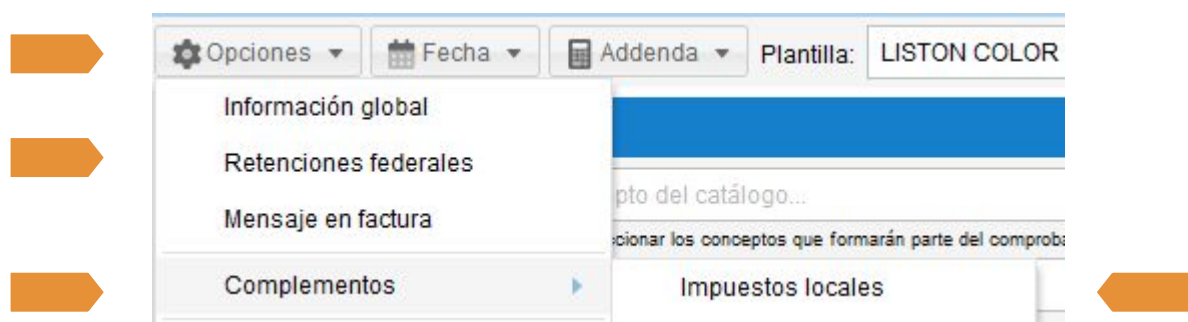 Opciones Fecha Addenda Plantilla: LISTON COLOR
Información global
Retenciones federales
pto del catálogo...
Mensaje en factura
cionar los conceptos que formarán parte del comproba
Complementos Impuestos locales